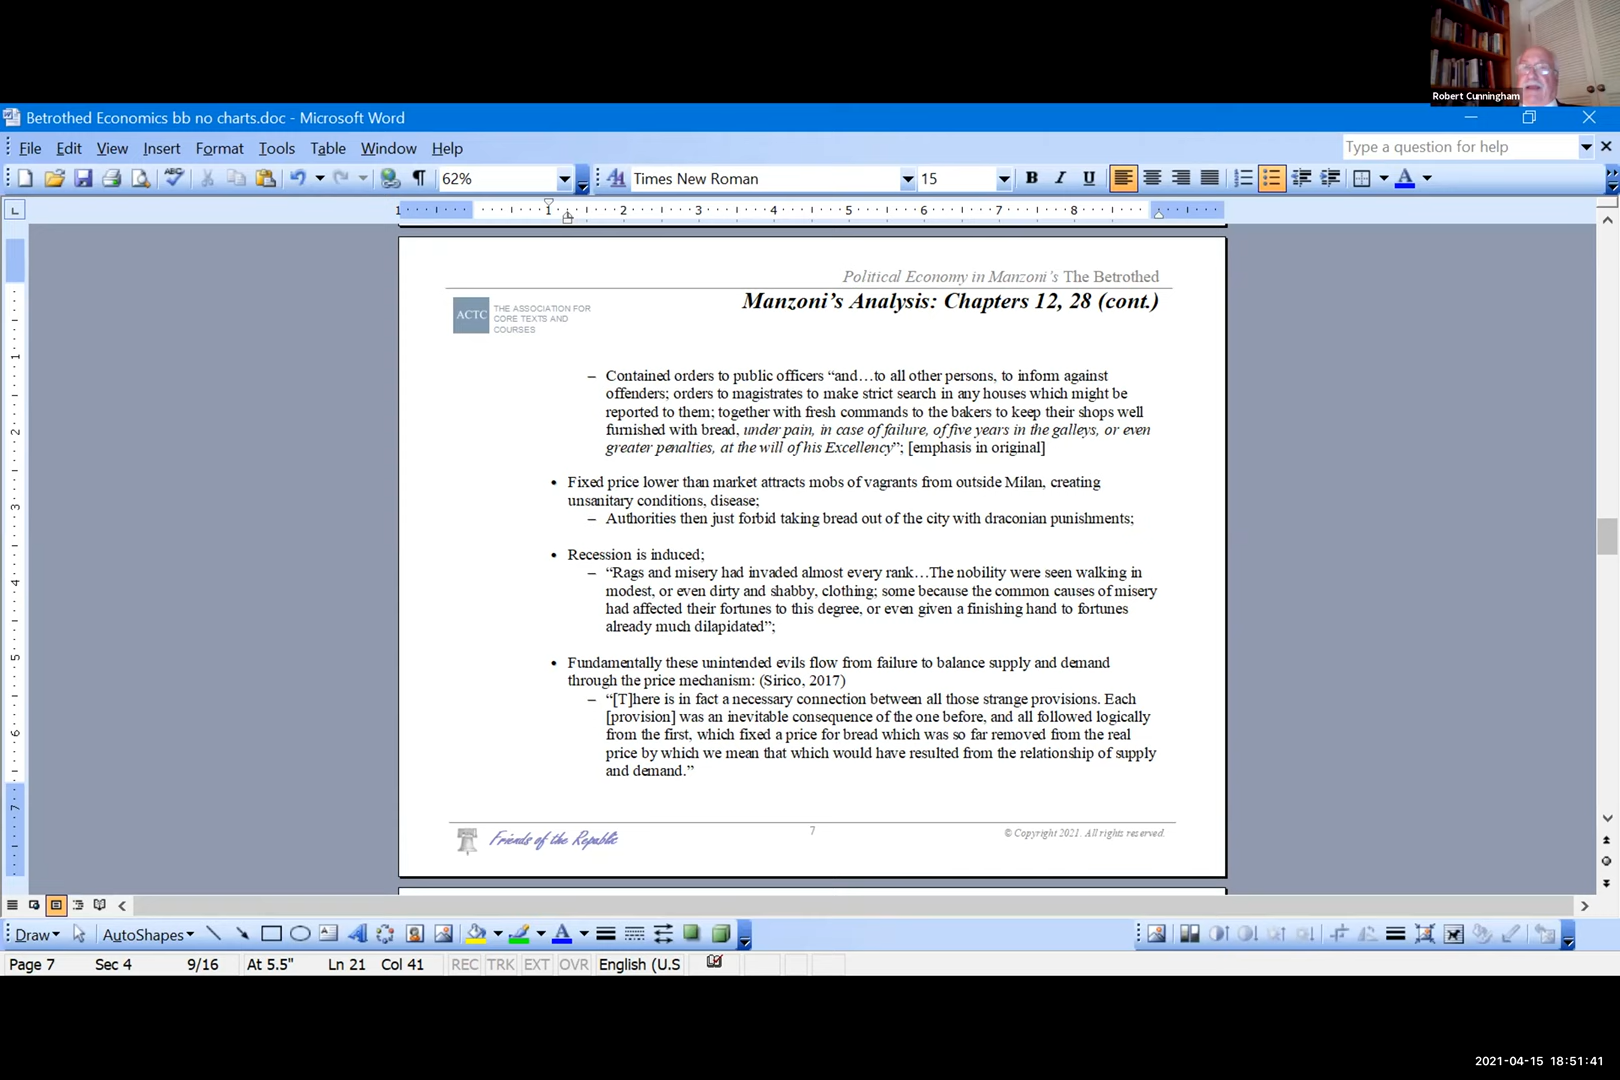 Robert Cunningham
Betrothed Economics bb no charts.doc - Microsoft Word
File Edit View Insert Format Tools Table Window Help
Type a question for help
62%
Times New Roman
15
B I U
A
1 1 2 3 4 5 6 7 8
Political Economy in Manzoni's The Betrothed
Manzoni's Analysis: Chapters 12, 28 (cont.)
ACTC
THE ASSOCIATION FOR
CORE TEXTS AND
COURSES
– Contained orders to public officers “and…to all other persons, to inform against
offenders; orders to magistrates to make strict search in any houses which might be
reported to them; together with fresh commands to the bakers to keep their shops well
furnished with bread, under pain, in case of failure, of five years in the galleys, or even
greater penalties, at the will of his Excellency”; [emphasis in original]
• Fixed price lower than market attracts mobs of vagrants from outside Milan, creating
unsanitary conditions, disease;
– Authorities then just forbid taking bread out of the city with draconian punishments;
• Recession is induced;
– “Rags and misery had invaded almost every rank…The nobility were seen walking in
modest, or even dirty and shabby, clothing; some because the common causes of misery
had affected their fortunes to this degree, or even given a finishing hand to fortunes
already much dilapidated”;
• Fundamentally these unintended evils flow from failure to balance supply and demand
through the price mechanism: (Sirico, 2017)
– “[T]here is in fact a necessary connection between all those strange provisions. Each
[provision] was an inevitable consequence of the one before, and all followed logically
from the first, which fixed a price for bread which was so far removed from the real
price by which we mean that which would have resulted from the relationship of supply
and demand.”
Friends of the Republic
7
© Copyright 2021. All rights reserved.
1
2
3
4
5
6
7
Draw
AutoShapes
A
Page 7 Sec 4 9/16 At 5.5" Ln 21 Col 41 REC TRK EXT OVR English (U.S
2021-04-15 18:51:41